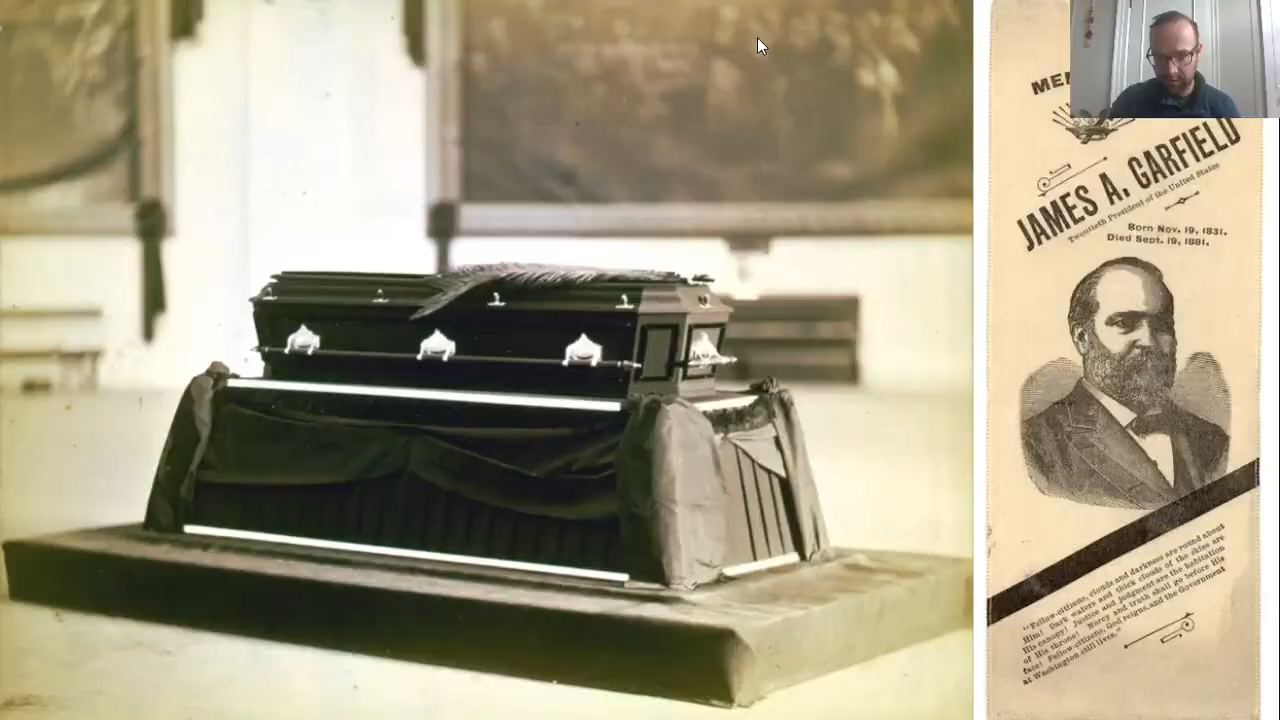 JAMES A. GARFIELD
Twentieth President of the United States
Born Nov. 19, 1831.
Died Sept. 19, 1881.
"Fellow-citizens, clouds and darkness are round about
Him! Dark waters and thick clouds of the skies are
His canopy! Justice and judgment are the habitation
of His throne! Mercy and truth shall go before His
face! Fellow-citizens, God reigns, and the Government
at Washington still lives."